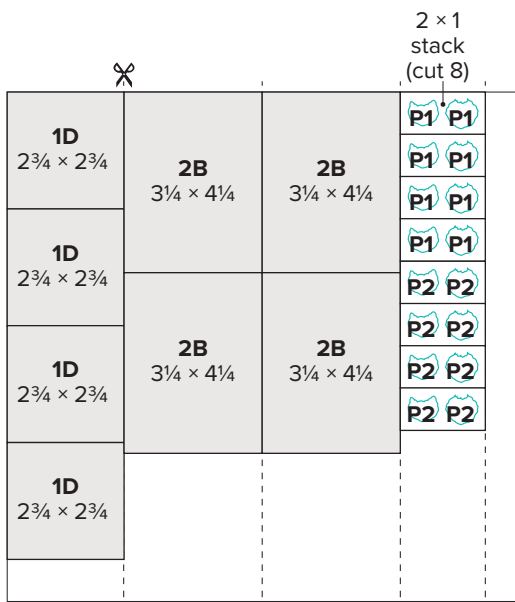 2 × 1
stack
(cut 8)
1D
2¾ × 2¾
1D
2¾ × 2¾
1D
2¾ × 2¾
1D
2¾ × 2¾
2B
3¼ × 4¼
2B
3¼ × 4¼
2B
3¼ × 4¼
2B
3¼ × 4¼
P1 P1
P1 P1
P1 P1
P1 P1
P2 P2
P2 P2
P2 P2
P2 P2